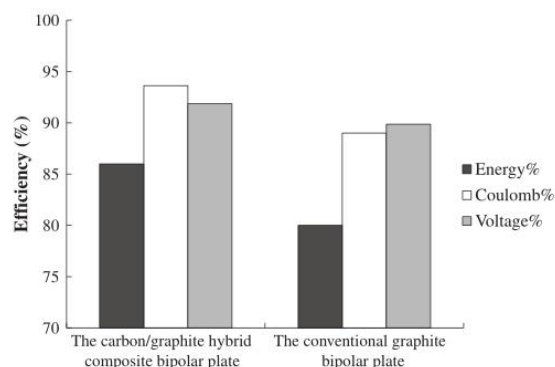 100
95
90
85
80
75
70
Efficiency (%)
Energy%
Coulomb%
Voltage%
The carbon/graphite hybrid
composite bipolar plate
The conventional graphite
bipolar plate